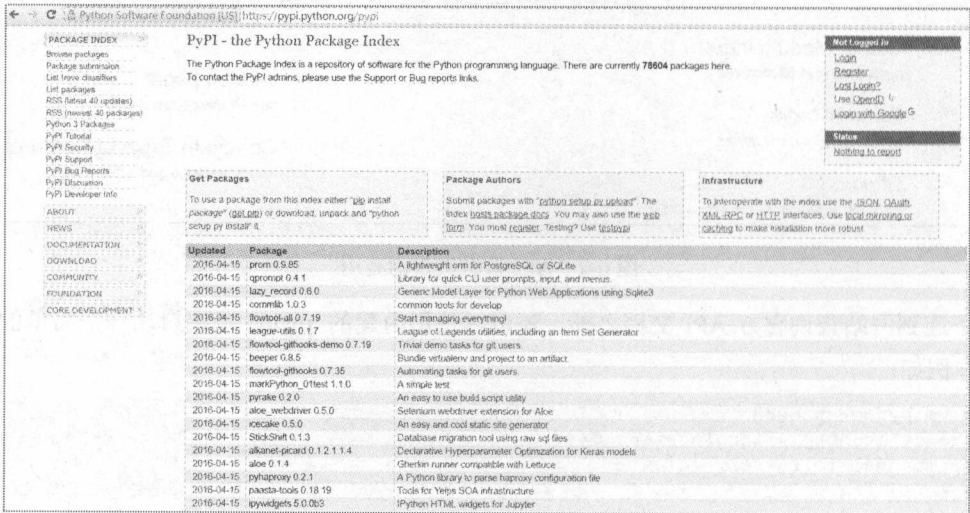 Python Software Foundation [US] https://pypi.python.org/pypi
PACKAGE INDEX
Browse packages
Package submission
List trove classifiers
List packages
RSS (latest 40 updates)
RSS (newest 40 packages)
Python 3 Packages
PyPI Tutorial
PyPI Security
PyPI Support
PyPI Bug Reports
PyPI Discussion
PyPI Developer Info
ABOUT
NEWS
DOCUMENTATION
DOWNLOAD
COMMUNITY
FOUNDATION
CORE DEVELOPMENT
PyPI - the Python Package Index
The Python Package Index is a repository of software for the Python programming language. There are currently 78604 packages here.
To contact the PyPI admins, please use the Support or Bug reports links.
Not Logged In
Login
Register
Lost Login?
Use OpenID
Login with Google
Status
Nothing to report
Get Packages
To use a package from this index either "pip install
package" (get pip) or download, unpack and "python
setup.py install" it.
Package Authors
Submit packages with "python setup.py upload". The
index hosts package docs. You may also use the web
form. You must register. Testing? Use testpypi
Infrastructure
To interoperate with the index use the JSON, OAuth,
XML-RPC or HTTP interfaces. Use local mirroring or
caching to make installation more robust.
Updated Package Description
2016-04-15 prom 0.9.85 A lightweight orm for PostgreSQL or SQLite
2016-04-15 qprompt 0.4.1 Library for quick CLI user prompts, input, and menus.
2016-04-15 lazy_record 0.6.0 Generic Model Layer for Python Web Applications using Sqlite3
2016-04-15 commlib 1.0.3 common tools for develop
2016-04-15 flowtool-all 0.7.19 Start managing everything!
2016-04-15 league-utils 0.1.7 League of Legends utilities, including an Item Set Generator
2016-04-15 flowtool-githooks-demo 0.7.19 Trivial demo tasks for git users.
2016-04-15 beeper 0.8.5 Bundle virtualenv and project to an artifact.
2016-04-15 flowtool-githooks 0.7.35 Automating tasks for git users.
2016-04-15 markPython_01test 1.1.0 A simple test
2016-04-15 pyrake 0.2.0 An easy to use build script utility
2016-04-15 aloe_webdriver 0.5.0 Selenium webdriver extension for Aloe
2016-04-15 icecake 0.5.0 An easy and cool static site generator
2016-04-15 StickShift 0.1.3 Database migration tool using raw sql files
2016-04-15 alkanet-picard 0.1.2.1.1.4 Declarative Hyperparameter Optimization for Keras models
2016-04-15 aloe 0.1.4 Gherkin runner compatible with Lettuce
2016-04-15 pyhaproxy 0.2.1 A Python library to parse haproxy configuration file
2016-04-15 paasta-tools 0.18.19 Tools for Yelps SOA infrastructure
2016-04-15 ipywidgets 5.0.0b3 IPython HTML widgets for Jupyter